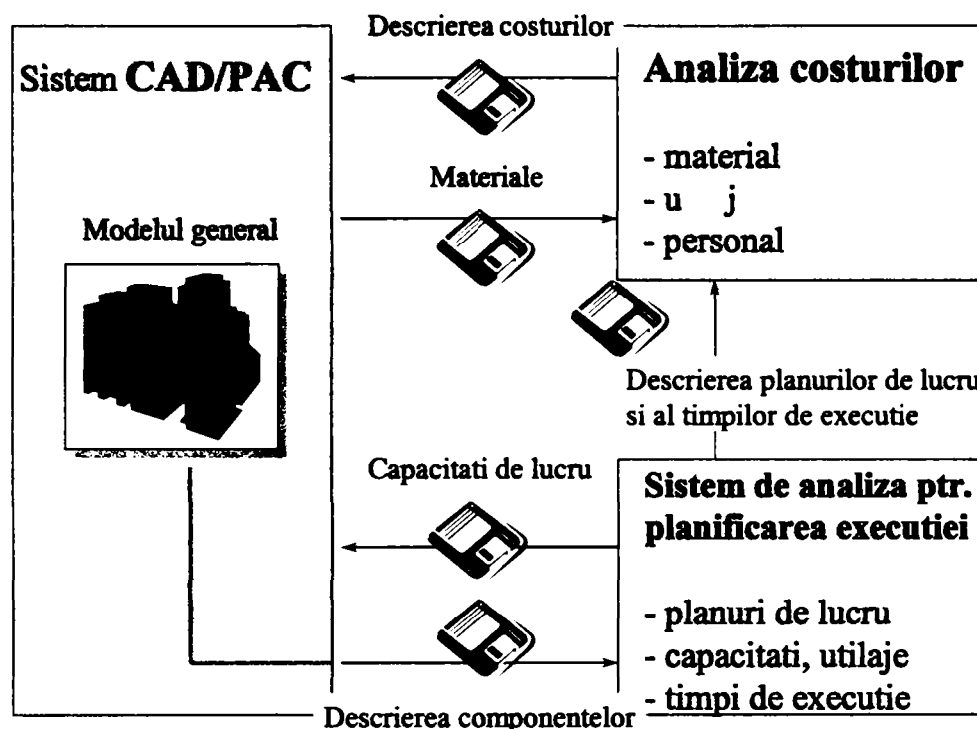 Descrierea costurilor
Sistem CAD/PAC
Analiza costurilor
- material
- u j
- personal
Materiale
Modelul general
Descrierea planurilor de lucru
si al timpilor de executie
Capacitati de lucru
Sistem de analiza ptr.
planificarea executiei
- planuri de lucru
- capacitati, utilaje
- timpi de executie
Descrierea componentelor